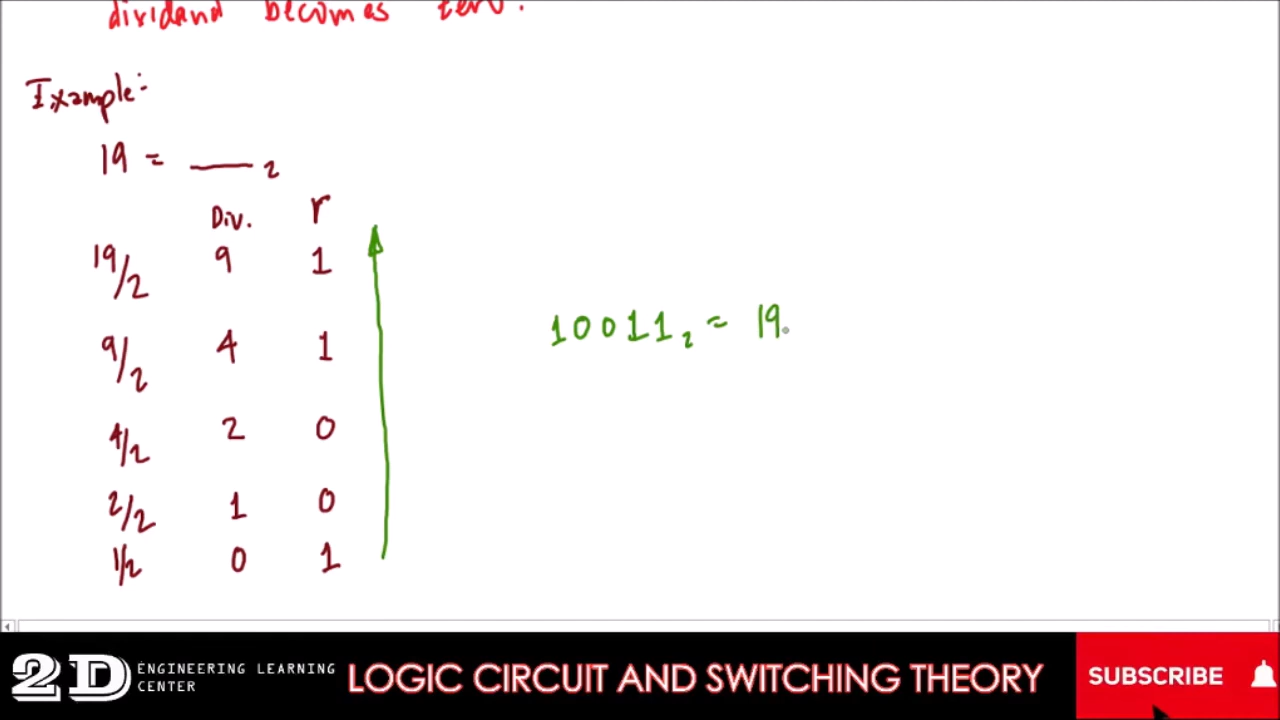 dividend becomes zero.
Example:
19 = ___ 2
Div. r
19/2 9 1
9/2 4 1
4/2 2 0
2/2 1 0
1/2 0 1
10011₂ = 19
2D ENGINEERING LEARNING CENTER
LOGIC CIRCUIT AND SWITCHING THEORY
SUBSCRIBE